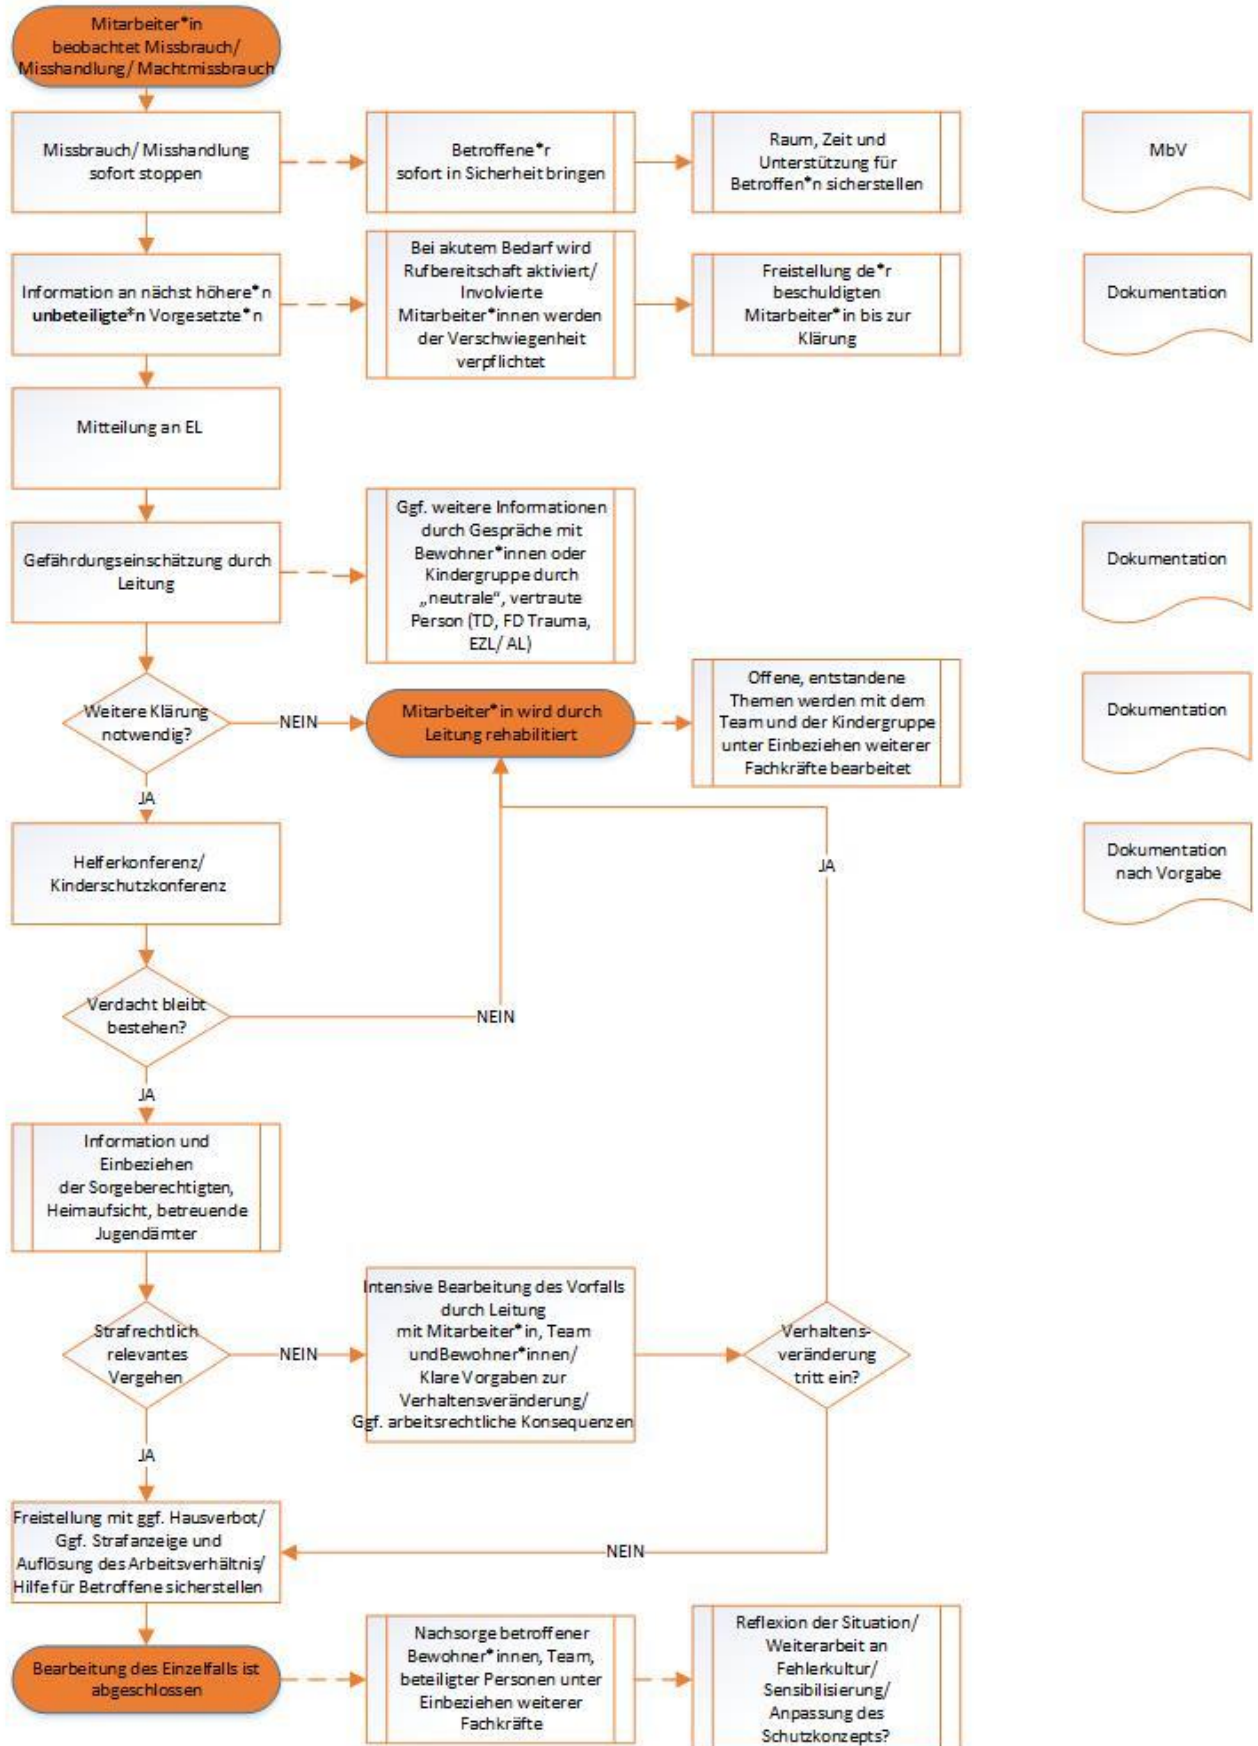 Mitarbeiter*in
beobachtet Missbrauch/
Misshandlung/ Machtmissbrauch
Missbrauch/ Misshandlung
sofort stoppen
Betroffene*r
sofort in Sicherheit bringen
Raum, Zeit und
Unterstützung für
Betroffen*n sicherstellen
MbV
Information an nächst höhere*n
unbeteiligte*n Vorgesetzte*n
Bei akutem Bedarf wird
Rufbereitschaft aktiviert/
Involvierte
Mitarbeiter*innen werden
der Verschwiegenheit
verpflichtet
Freistellung de*r
beschuldigten
Mitarbeiter*in bis zur
Klärung
Dokumentation
Mitteilung an EL
Gefährdungseinschätzung durch
Leitung
Ggf. weitere Informationen
durch Gespräche mit
Bewohner*innen oder
Kindergruppe durch
„neutrale“, vertraute
Person (TD, FD Trauma,
EZL/ AL)
Dokumentation
Weitere Klärung
notwendig?
NEIN
Mitarbeiter*in wird durch
Leitung rehabilitiert
Offene, entstandene
Themen werden mit dem
Team und der Kindergruppe
unter Einbeziehen weiterer
Fachkräfte bearbeitet
Dokumentation
JA
Helferkonferenz/
Kinderschutzkonferenz
JA
Dokumentation
nach Vorgabe
Verdacht bleibt
bestehen?
NEIN
JA
Information und
Einbeziehen
der Sorgeberechtigten,
Heimaufsicht, betreuende
Jugendämter
Strafrechtlich
relevantes
Vergehen
NEIN
Intensive Bearbeitung des Vorfalls
durch Leitung
mit Mitarbeiter*in, Team
undBewohner*innen/
Klare Vorgaben zur
Verhaltensveränderung/
Ggf. arbeitsrechtliche Konsequenzen
Verhaltens-
veränderung
tritt ein?
JA
Freistellung mit ggf. Hausverbot/
Ggf. Strafanzeige und
Auflösung des Arbeitsverhältnis/
Hilfe für Betroffene sicherstellen
NEIN
Bearbeitung des Einzelfalls ist
abgeschlossen
Nachsorge betroffener
Bewohner*innen, Team,
beteiligter Personen unter
Einbeziehen weiterer
Fachkräfte
Reflexion der Situation/
Weiterarbeit an
Fehlerkultur/
Sensibilisierung/
Anpassung des
Schutzkonzepts?